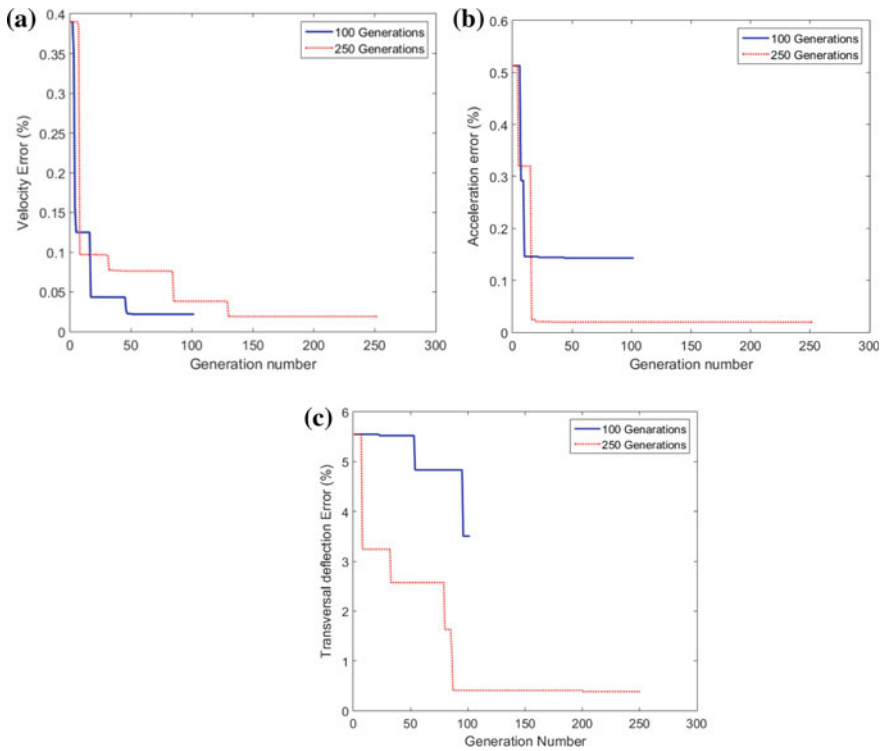 (a)
0.4
0.35
0.3
0.25
0.2
0.15
0.1
0.05
0
Velocity Error (%)
0 50 100 150 200 250 300
Generation number
100 Generations
250 Generations
(b)
0.6
0.5
0.4
0.3
0.2
0.1
0
Acceleration error (%)
0 50 100 150 200 250 300
Generation number
100 Generations
250 Generations
(c)
6
5
4
3
2
1
0
Transversal deflection Error (%)
0 50 100 150 200 250 300
Generation Number
100 Genarations
250 Generations